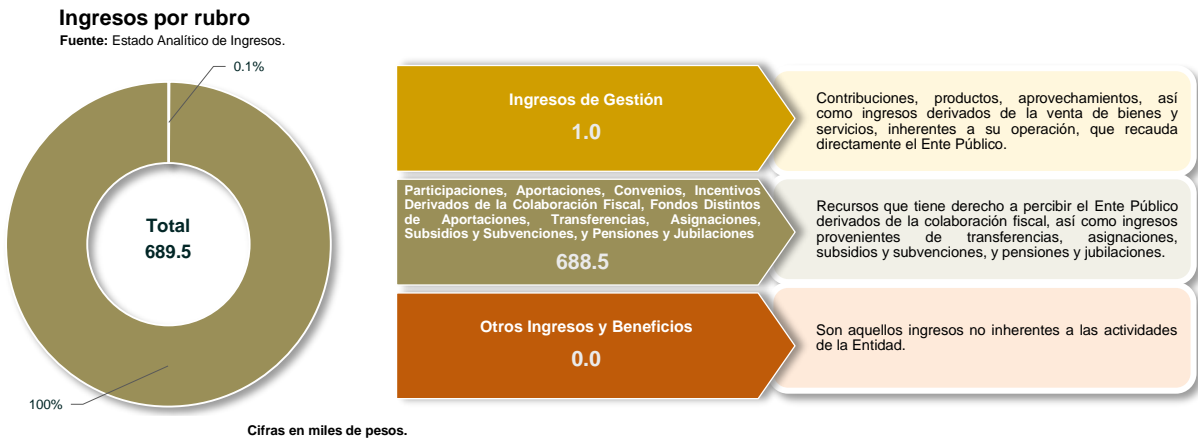 Ingresos por rubro
Fuente: Estado Analítico de Ingresos.
0.1%
Total
689.5
100%
Ingresos de Gestión
1.0
Contribuciones, productos, aprovechamientos, así
como ingresos derivados de la venta de bienes y
servicios, inherentes a su operación, que recauda
directamente el Ente Público.
Participaciones, Aportaciones, Convenios, Incentivos
Derivados de la Colaboración Fiscal, Fondos Distintos
de Aportaciones, Transferencias, Asignaciones,
Subsidios y Subvenciones, y Pensiones y Jubilaciones
688.5
Recursos que tiene derecho a percibir el Ente Público
derivados de la colaboración fiscal, así como ingresos
provenientes de transferencias, asignaciones,
subsidios y subvenciones, y pensiones y jubilaciones.
Otros Ingresos y Beneficios
0.0
Son aquellos ingresos no inherentes a las actividades
de la Entidad.
Cifras en miles de pesos.